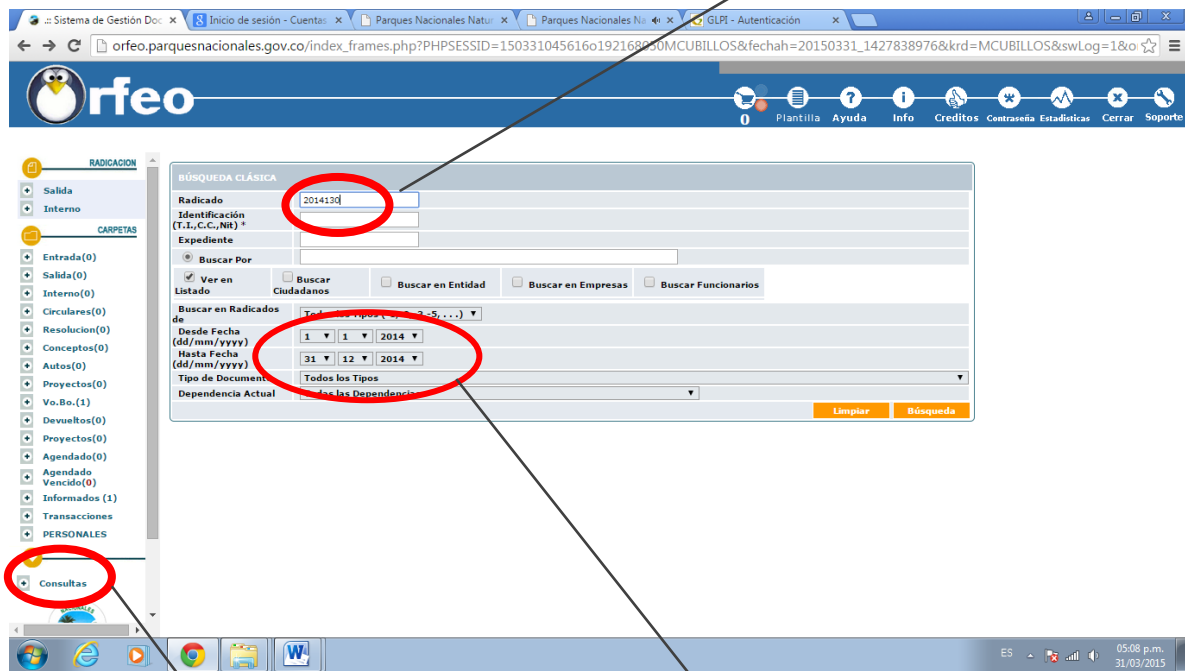 .:: Sistema de Gestión Doc
Inicio de sesión - Cuentas
Parques Nacionales Natur
Parques Nacionales Na
GLPI - Autenticación
orfeo.parquesnacionales.gov.co/index_frames.php?PHPSESSID=150331045616o192168050MCUBILLOS&fechah=20150331_1427838976&krd=MCUBILLOS&swLog=1&o
Orfeo
0 Plantilla Ayuda Info Creditos Contraseña Estadisticas Cerrar Soporte
RADICACION
Salida
Interno
CARPETAS
Entrada(0)
Salida(0)
Interno(0)
Circulares(0)
Resolucion(0)
Conceptos(0)
Autos(0)
Proyectos(0)
Vo.Bo.(1)
Devueltos(0)
Proyectos(0)
Agendado(0)
Agendado
Vencido(0)
Informados (1)
Transacciones
PERSONALES
Consultas
BÚSQUEDA CLÁSICA
Radicado 2014130
Identificación
(T.I.,C.C.,Nit) *
Expediente
Buscar Por
Ver en
Listado
Buscar
Ciudadanos
Buscar en Entidad
Buscar en Empresas
Buscar Funcionarios
Buscar en Radicados
de
Desde Fecha
(dd/mm/yyyy) 1 1 2014
Hasta Fecha
(dd/mm/yyyy) 31 12 2014
Tipo de Documento Todos los Tipos
Dependencia Actual Todas las Dependencias
Limpiar Búsqueda
ES
05:08 p.m.
31/03/2015